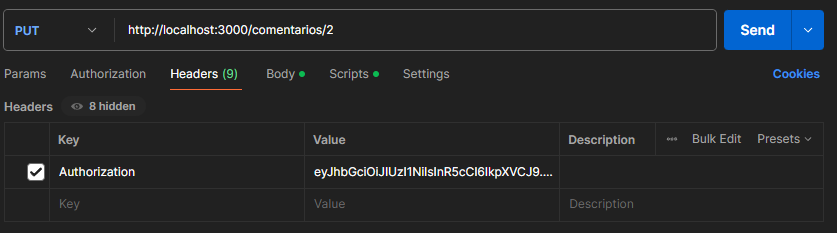 PUT http://localhost:3000/comentarios/2 Send
Params Authorization Headers (9) Body Scripts Settings Cookies
Headers 8 hidden
Key Value Description Bulk Edit Presets
Authorization eyJhbGciOiJIUzI1NiIsInR5cCI6IkpXVCJ9....
Key Value Description